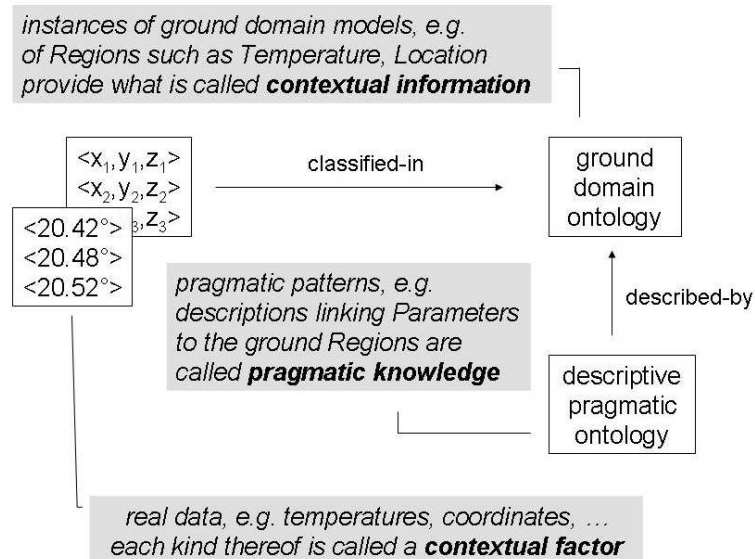 instances of ground domain models, e.g.
of Regions such as Temperature, Location
provide what is called contextual information
<x₁,y₁,z₁>
<x₂,y₂,z₂>
₃,z₃>
<20.42°>
<20.48°>
<20.52°>
classified-in
ground
domain
ontology
pragmatic patterns, e.g.
descriptions linking Parameters
to the ground Regions are
called pragmatic knowledge
described-by
descriptive
pragmatic
ontology
real data, e.g. temperatures, coordinates, …
each kind thereof is called a contextual factor